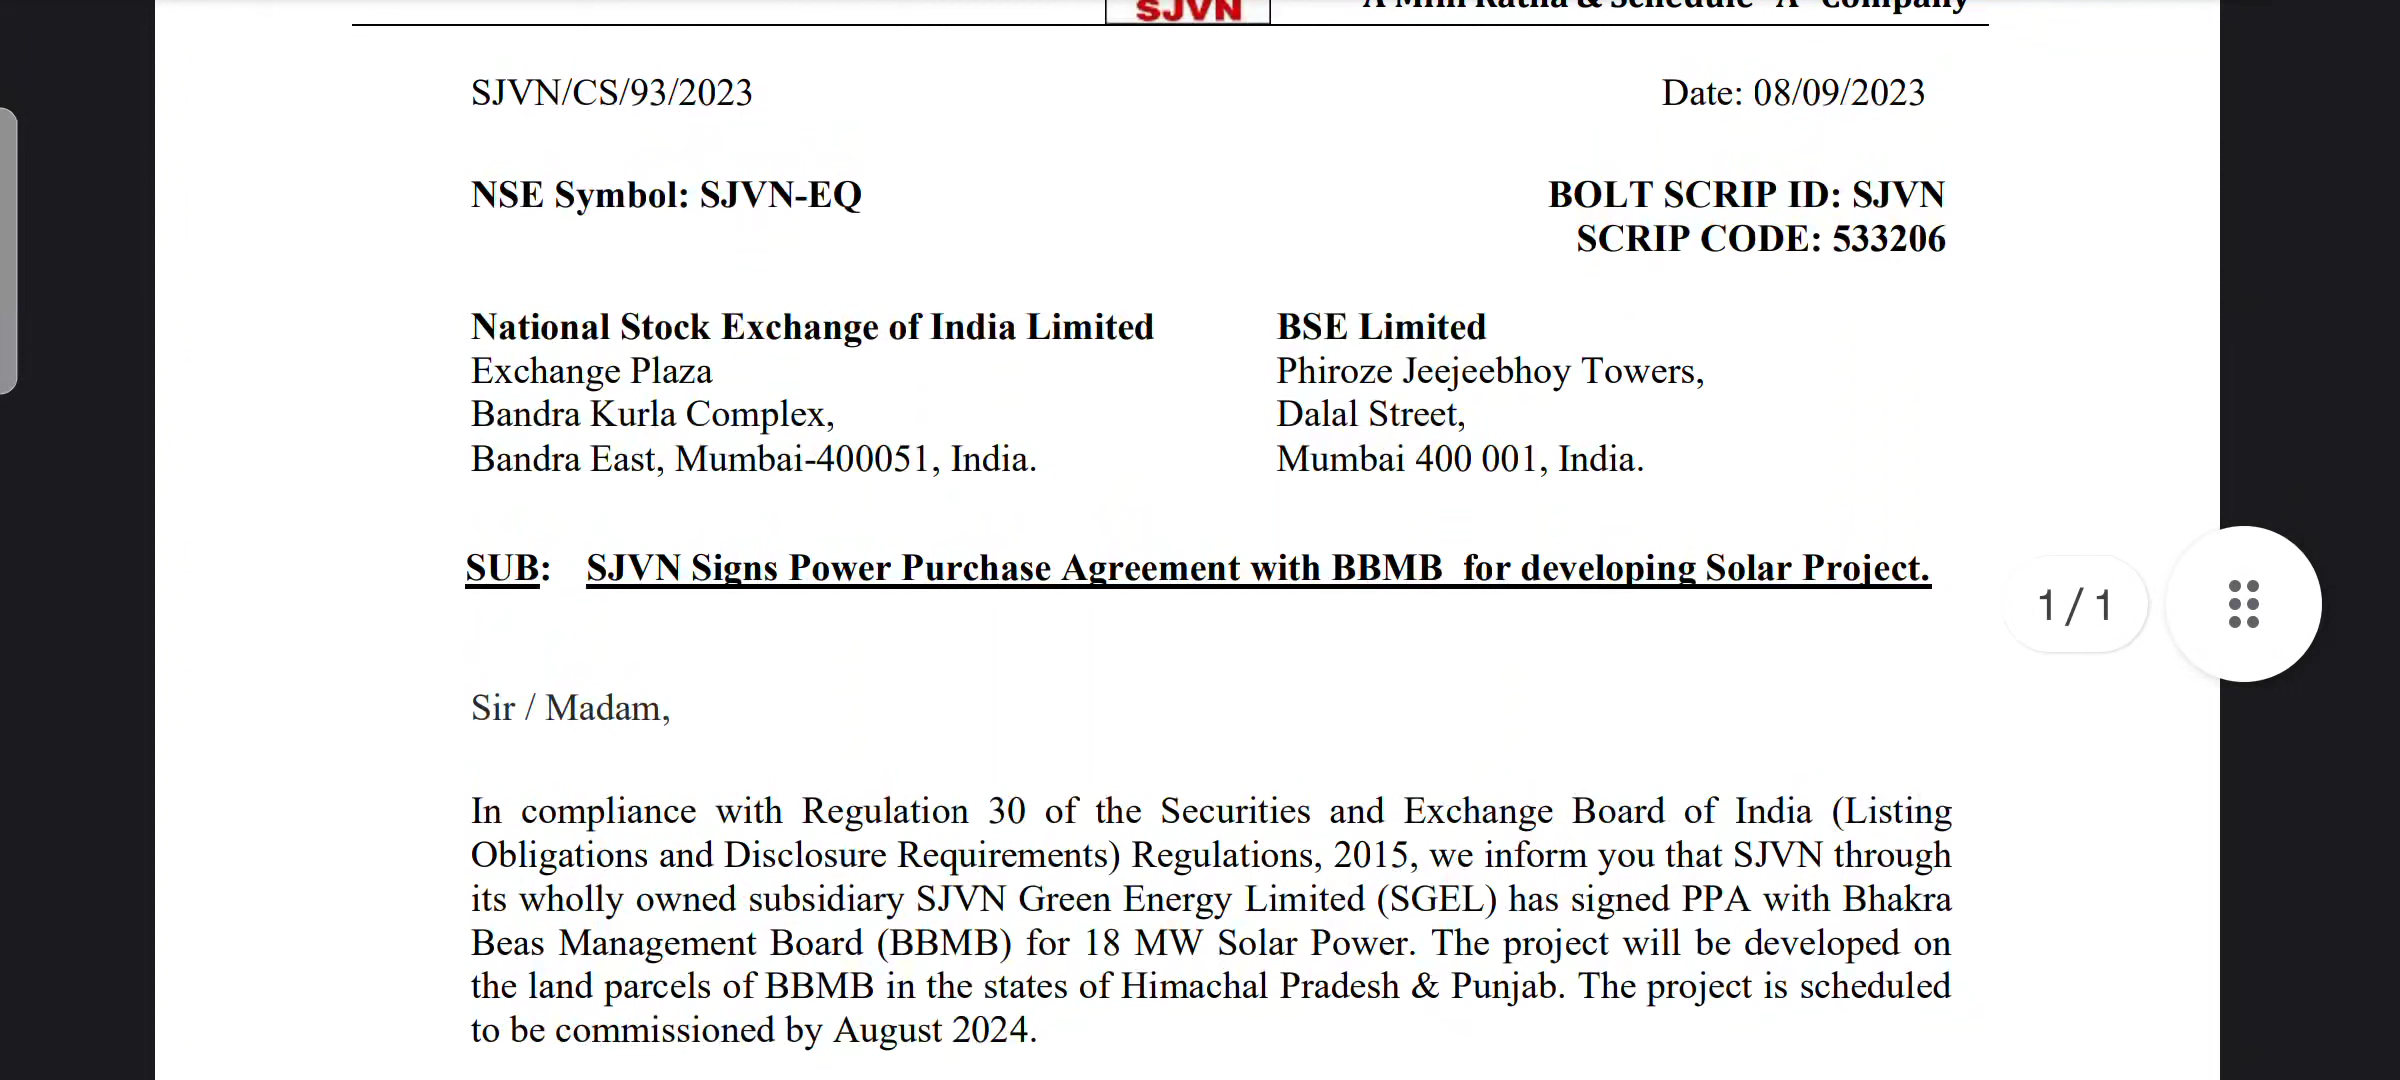 SJVN A Mini Ratna & Schedule "A" Company
SJVN/CS/93/2023 Date: 08/09/2023
NSE Symbol: SJVN-EQ BOLT SCRIP ID: SJVN
SCRIP CODE: 533206
National Stock Exchange of India Limited BSE Limited
Exchange Plaza Phiroze Jeejeebhoy Towers,
Bandra Kurla Complex, Dalal Street,
Bandra East, Mumbai-400051, India. Mumbai 400 001, India.
SUB: SJVN Signs Power Purchase Agreement with BBMB for developing Solar Project.
1 / 1
Sir / Madam,
In compliance with Regulation 30 of the Securities and Exchange Board of India (Listing
Obligations and Disclosure Requirements) Regulations, 2015, we inform you that SJVN through
its wholly owned subsidiary SJVN Green Energy Limited (SGEL) has signed PPA with Bhakra
Beas Management Board (BBMB) for 18 MW Solar Power. The project will be developed on
the land parcels of BBMB in the states of Himachal Pradesh & Punjab. The project is scheduled
to be commissioned by August 2024.